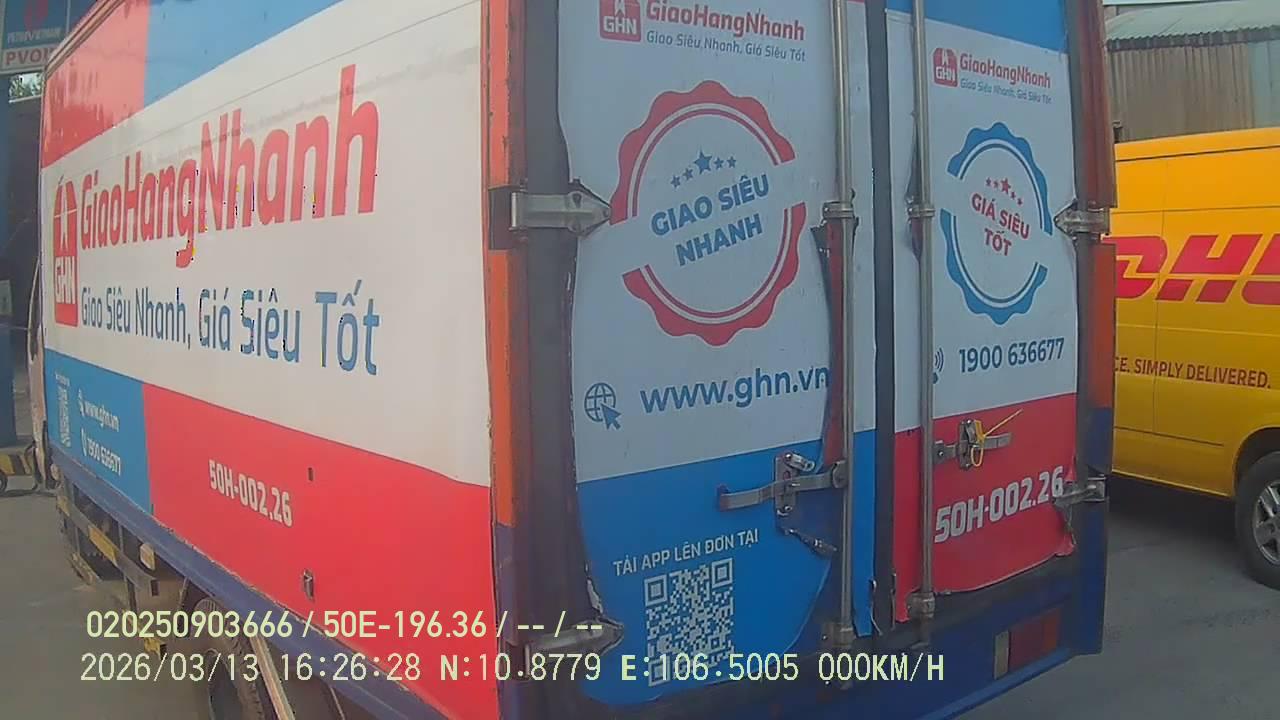 PETROVIETNAM
PVOIL
GHN
GiaoHangNhanh
Giao Siêu Nhanh, Giá Siêu Tốt
www.ghn.vn
1900 636677
50H-002.26
GHN
GiaoHangNhanh
Giao Siêu Nhanh, Giá Siêu Tốt
GIAO SIÊU
NHANH
www.ghn.vn
TẢI APP LÊN ĐƠN TẠI
GHN
GiaoHangNhanh
Giao Siêu Nhanh, Giá Siêu Tốt
GIÁ SIÊU
TỐT
1900 636677
50H-002.26
DHL
CE. SIMPLY DELIVERED.
020250903666 / 50E-196.36 / -- / --
2026/03/13 16:26:28 N:10.8779 E:106.5005 000KM/H